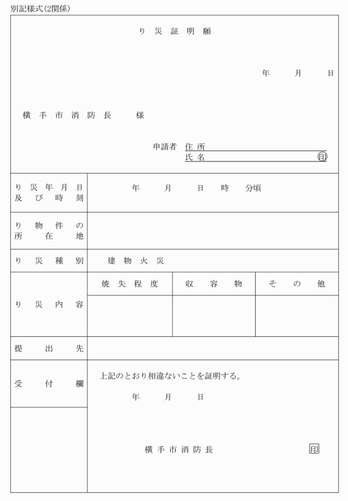 別記様式(2関係)
り災証明願
年 月 日
横手市消防長 様
申請者 住所
氏名 印
り災年月日及び時刻 年 月 日 時 分頃
り物件の所在地
り災種別 建物火災
り災内容 焼失程度 収容物 その他
提出先
受付欄 上記のとおり相違ないことを証明する。
年 月 日
横手市消防長 印